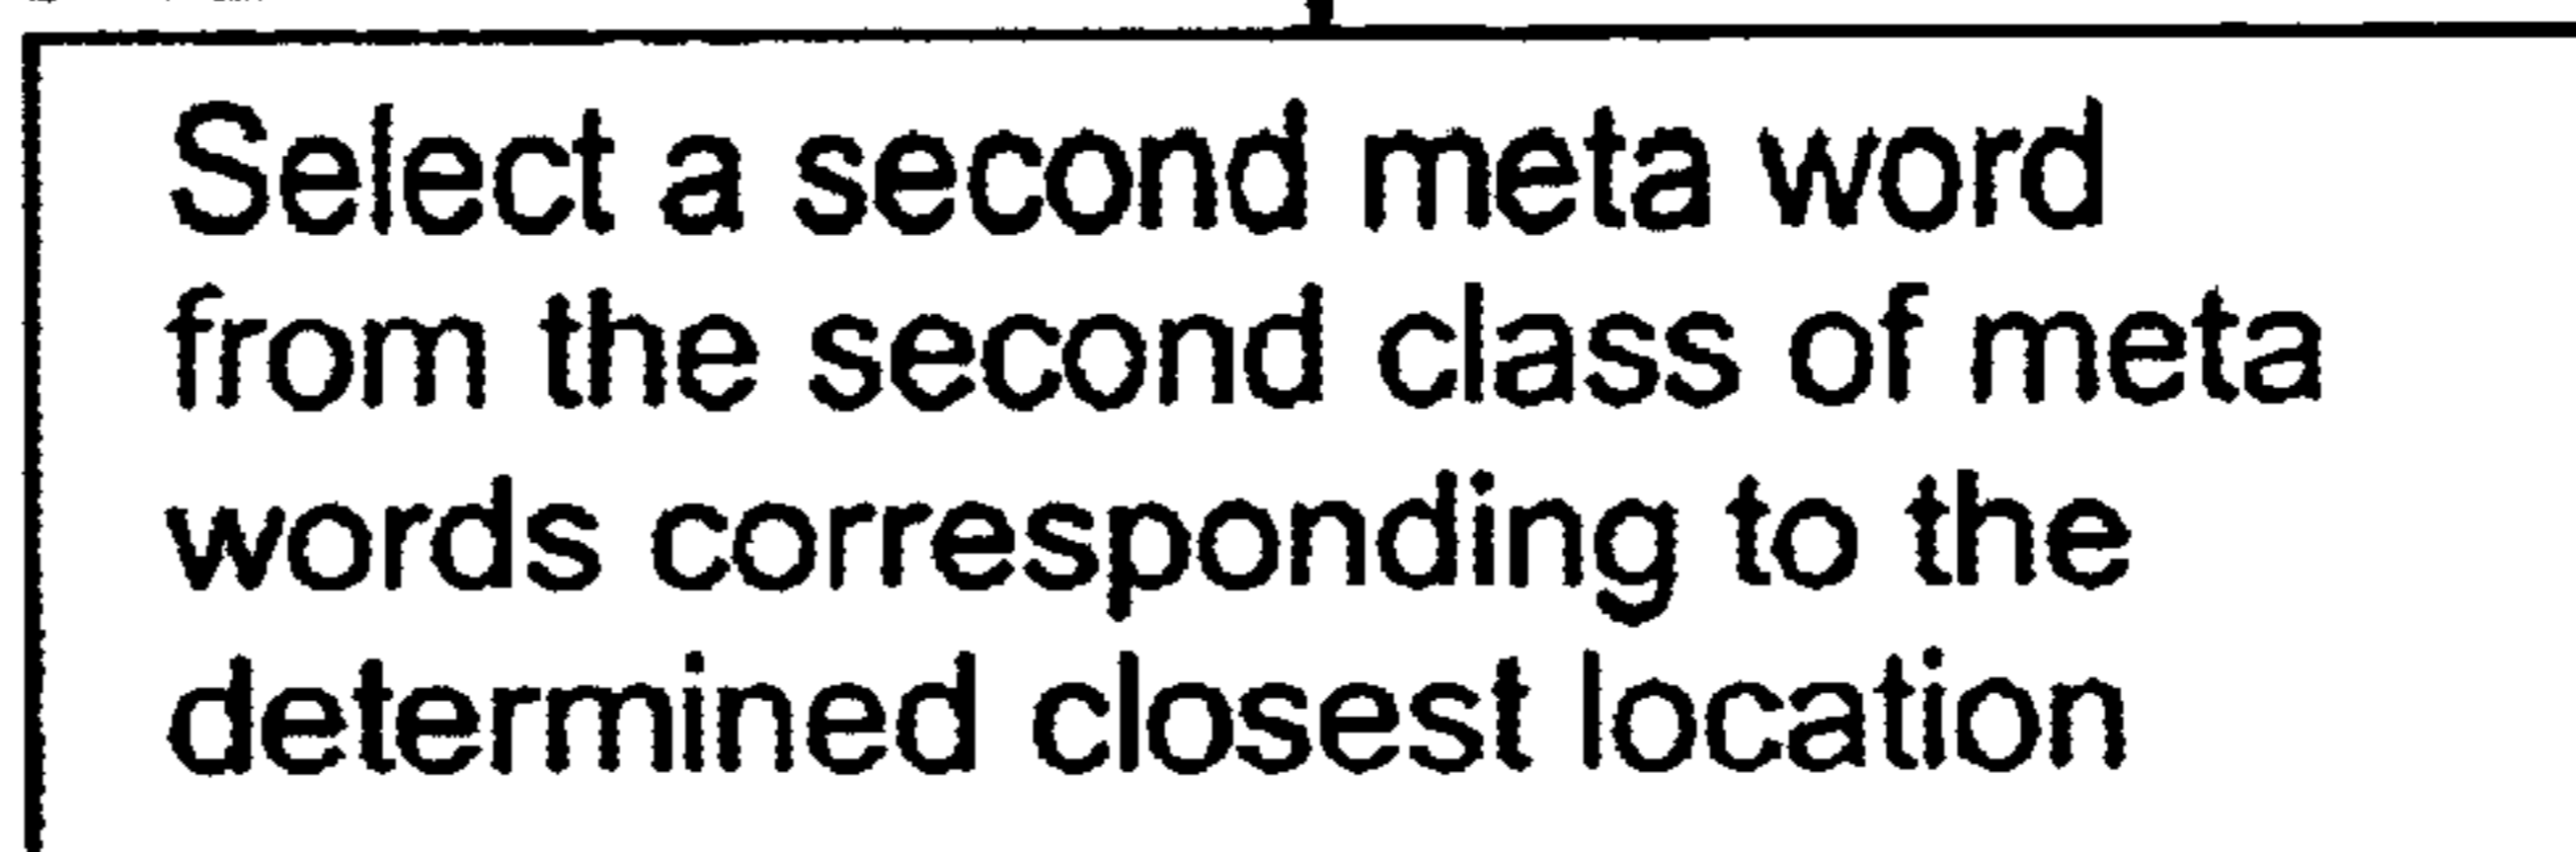 Select a second meta word
from the second class of meta
words corresponding to the
determined closest location